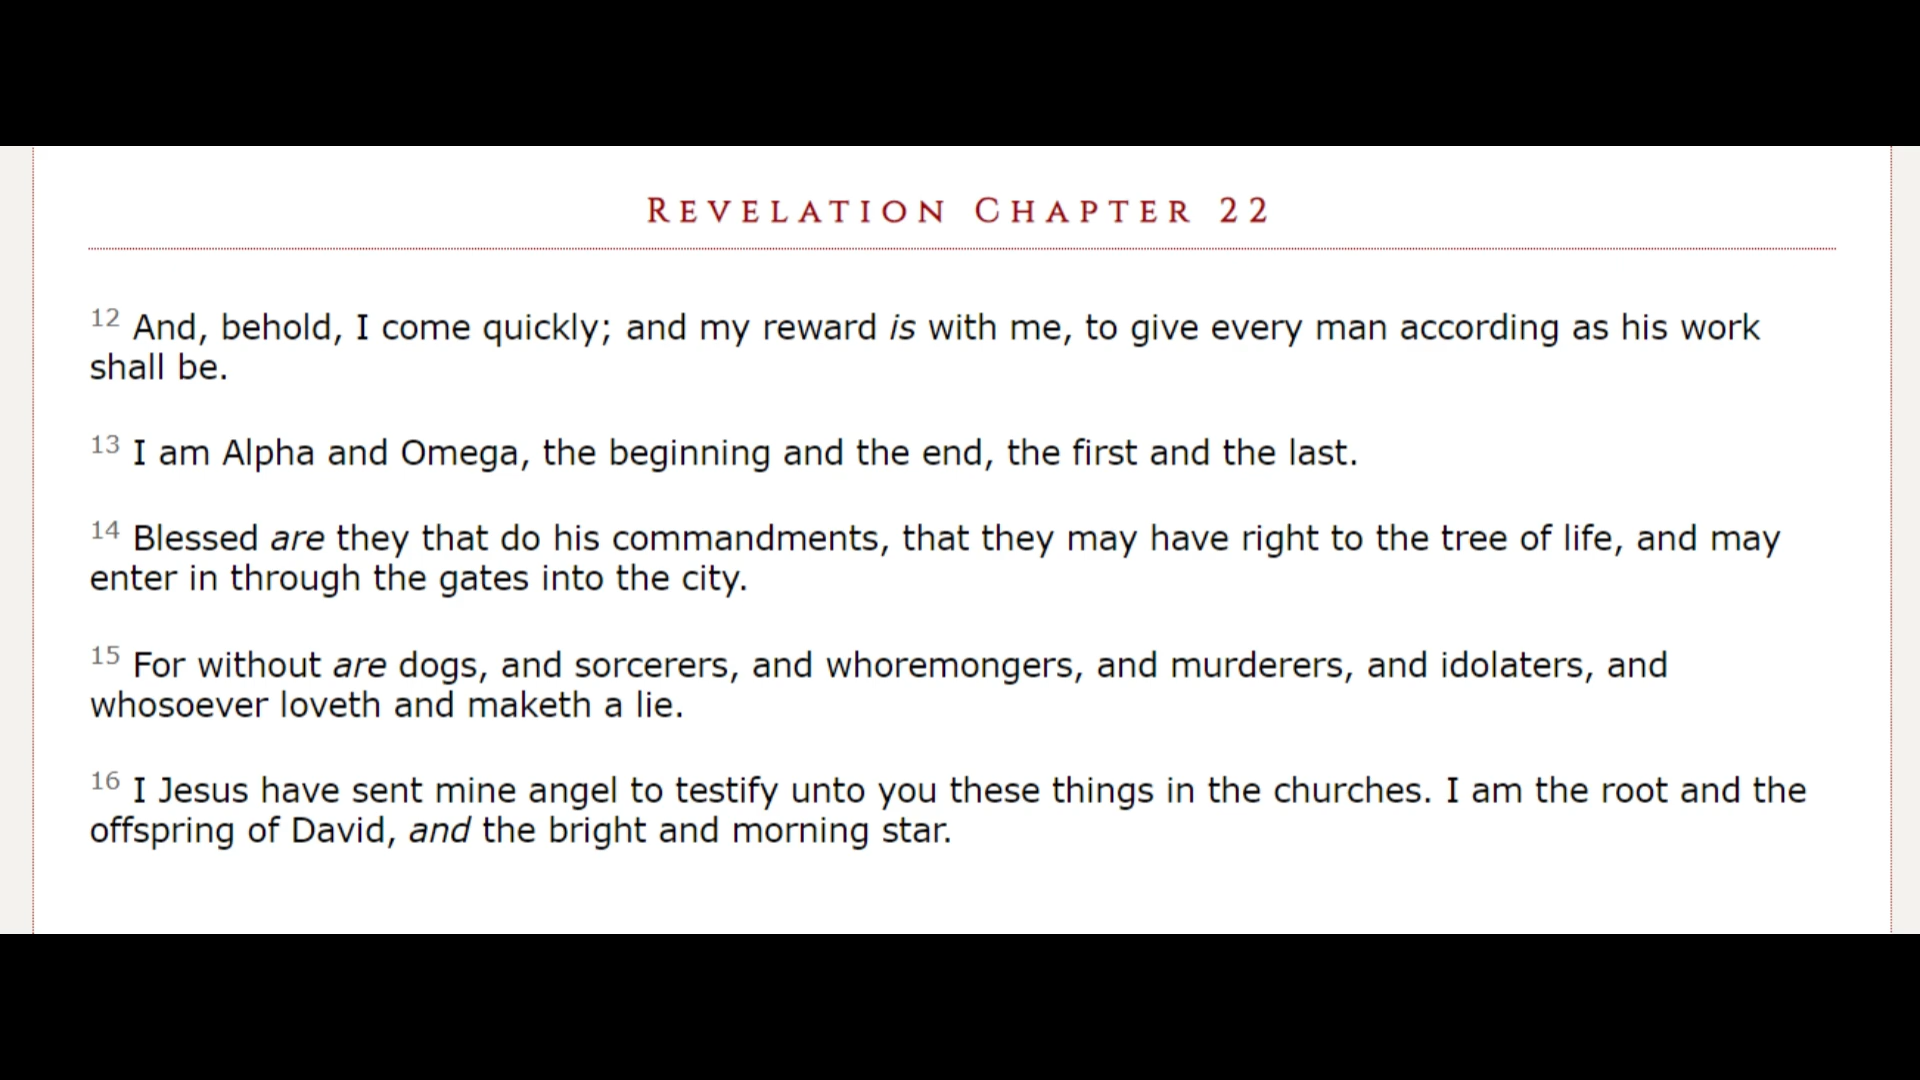 Revelation Chapter 22
12 And, behold, I come quickly; and my reward is with me, to give every man according as his work
shall be.
13 I am Alpha and Omega, the beginning and the end, the first and the last.
14 Blessed are they that do his commandments, that they may have right to the tree of life, and may
enter in through the gates into the city.
15 For without are dogs, and sorcerers, and whoremongers, and murderers, and idolaters, and
whosoever loveth and maketh a lie.
16 I Jesus have sent mine angel to testify unto you these things in the churches. I am the root and the
offspring of David, and the bright and morning star.